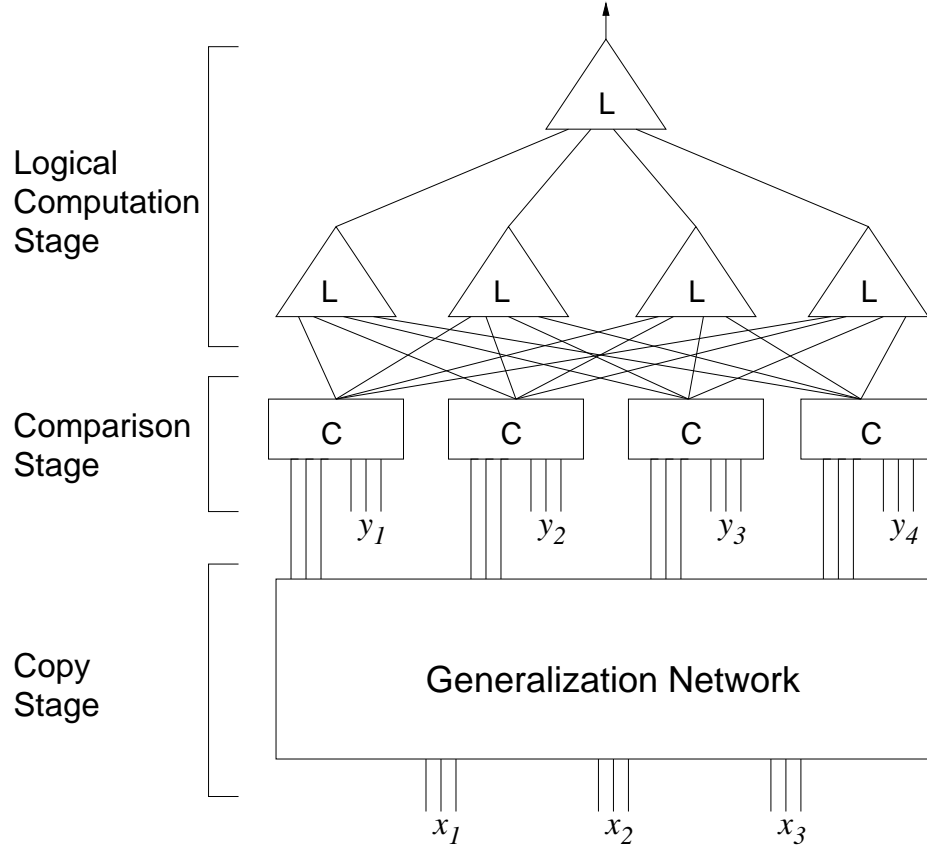 L
Logical
Computation
Stage
L L L L
Comparison
Stage
C C C C
y1 y2 y3 y4
Copy
Stage
Generalization Network
x1 x2 x3